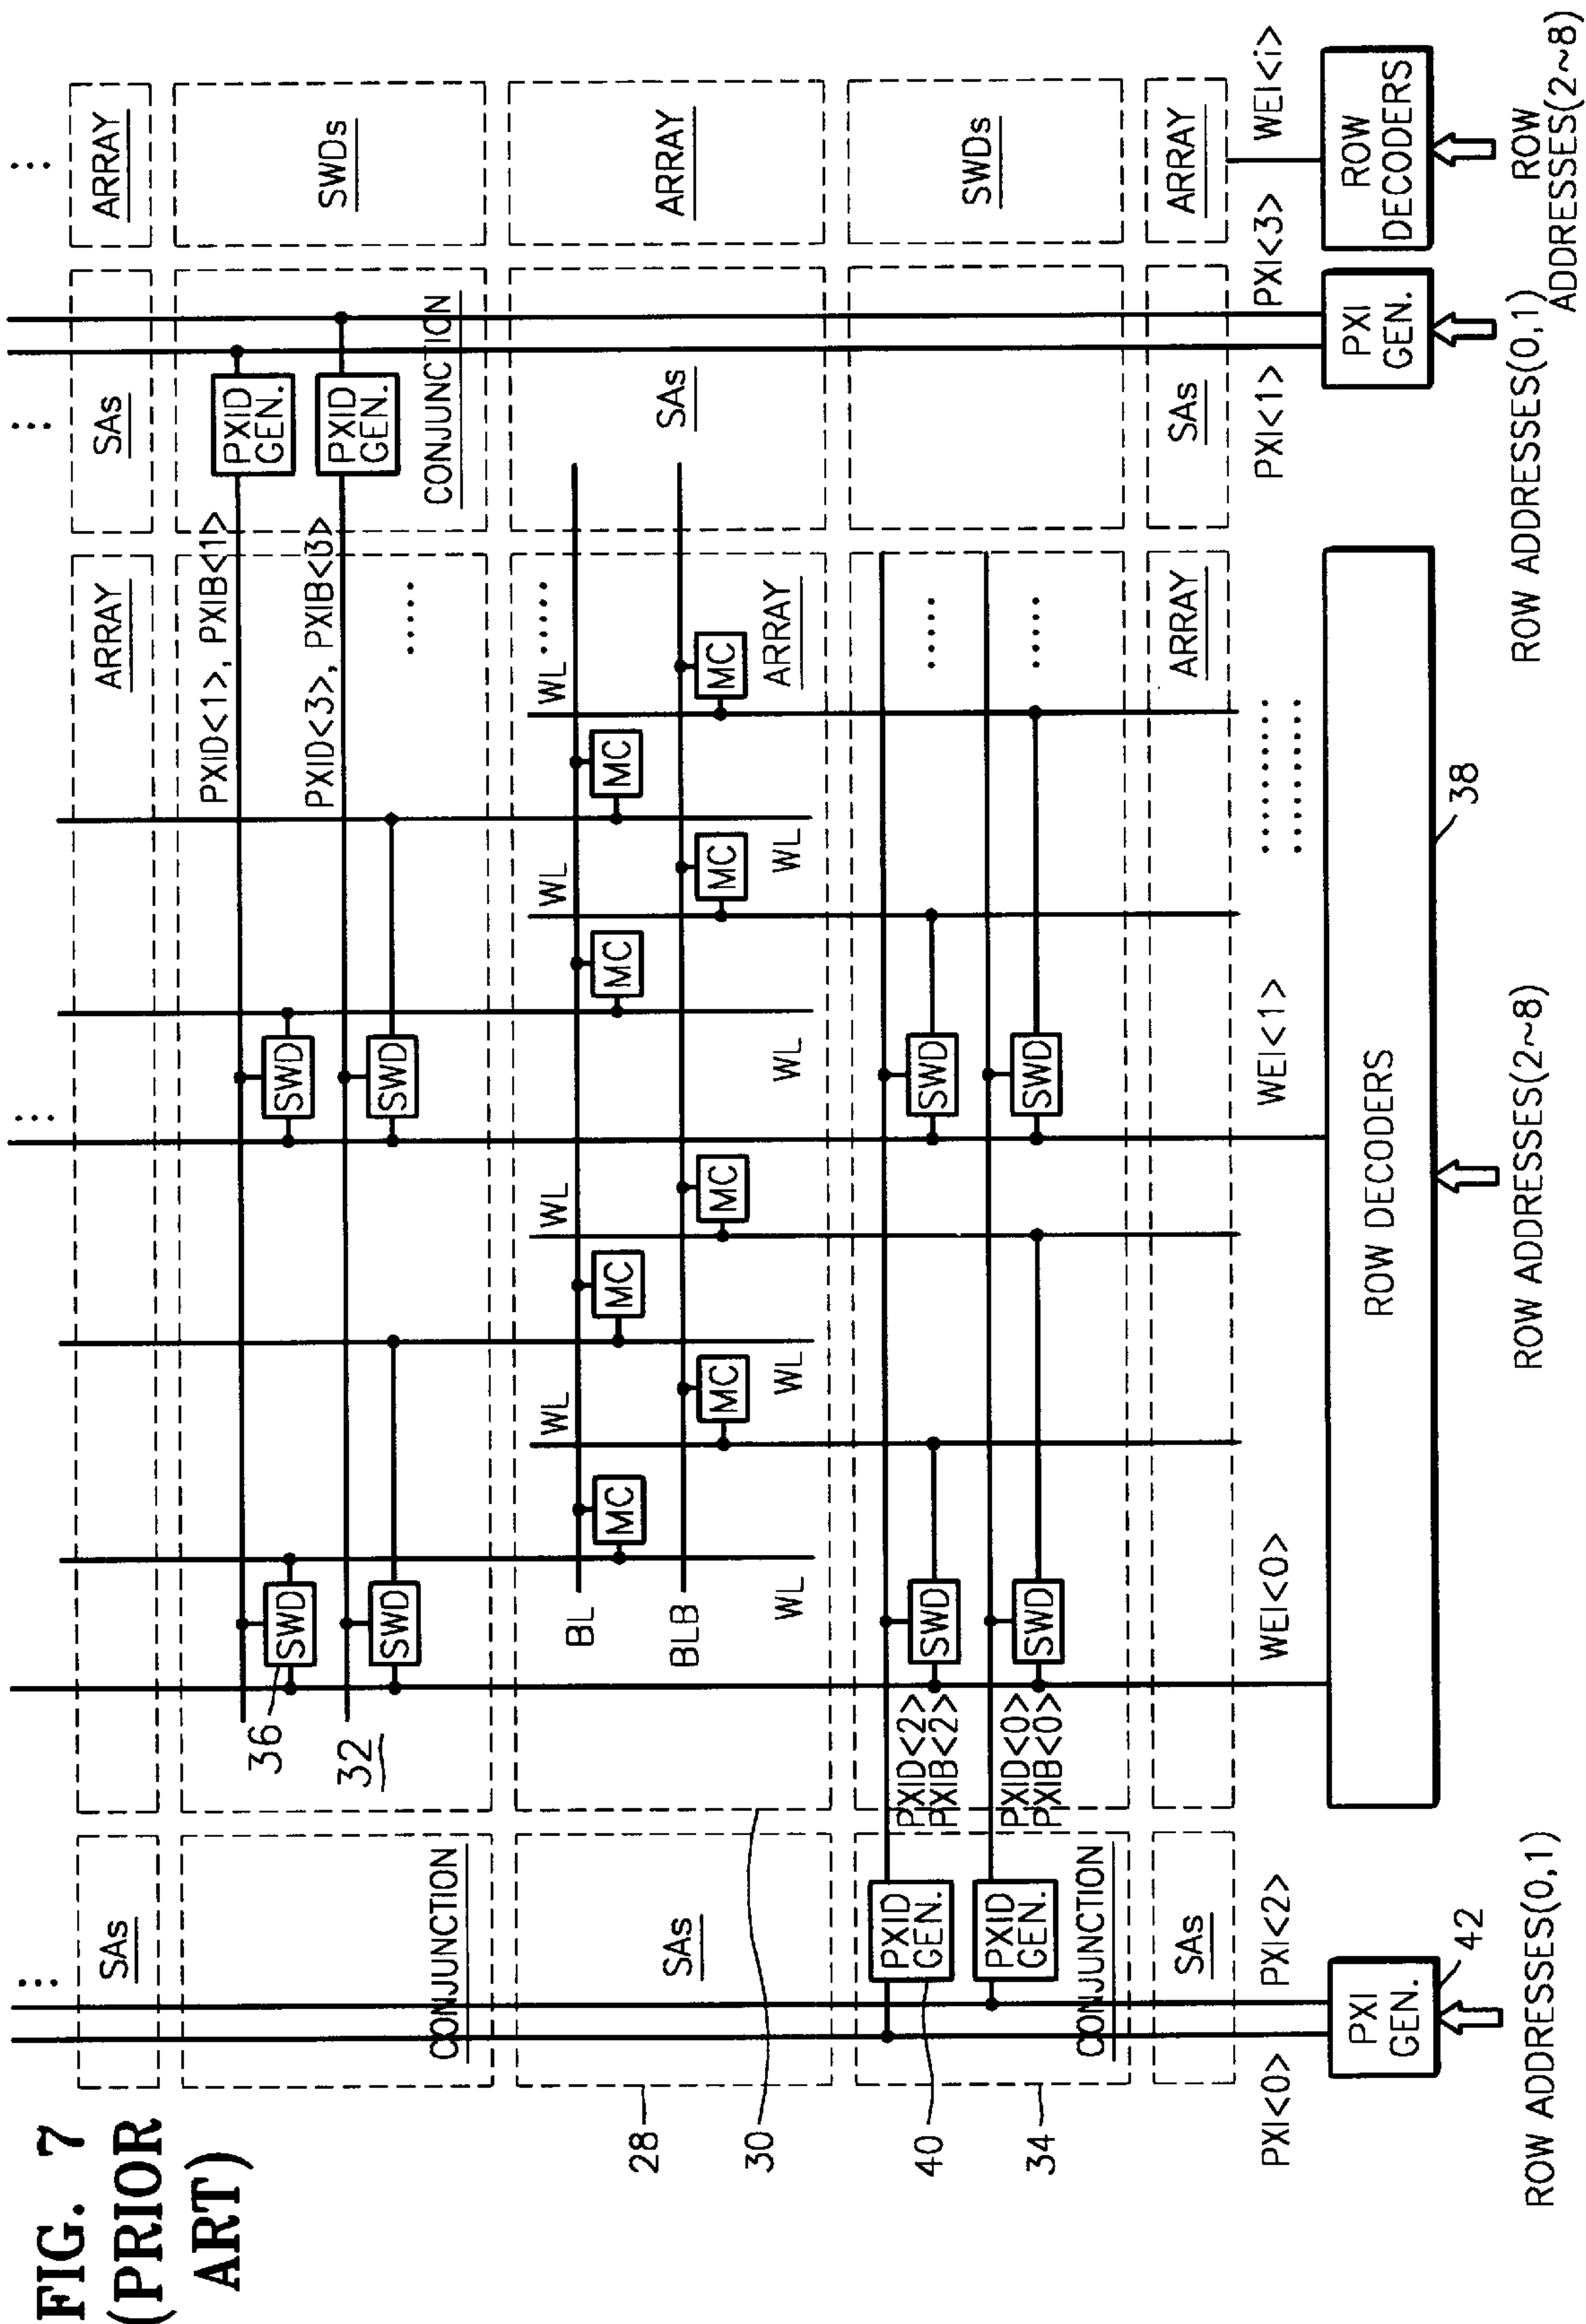 FIG. 7
(PRIOR
ART)
SAs
ARRAY
SAs
ARRAY
PXID<1>, PXIB<1>
PXID
GEN.
36
SWD
SWD
PXID<3>, PXIB<3>
PXID
GEN.
SWDs
32
SWD
SWD
CONJUNCTION
CONJUNCTION
WL
WL
WL
WL
BL
MC
MC
MC
MC
28
SAs
SAs
ARRAY
BLB
MC
MC
MC
MC
ARRAY
WL
WL
WL
WL
30
40
PXID
GEN.
PXID<2>
PXIB<2>
SWD
SWD
SWDs
34
PXID
GEN.
PXID<0>
PXIB<0>
SWD
SWD
CONJUNCTION
SAs
ARRAY
SAs
ARRAY
PXI<0>
PXI<2>
WEI<0>
WEI<1>
PXI<1>
PXI<3>
WEI<i>
PXI
GEN.
42
ROW DECODERS
38
PXI
GEN.
ROW
DECODERS
ROW ADDRESSES(0,1)
ROW ADDRESSES(2~8)
ROW ADDRESSES(0,1)
ROW
ADDRESSES(2~8)